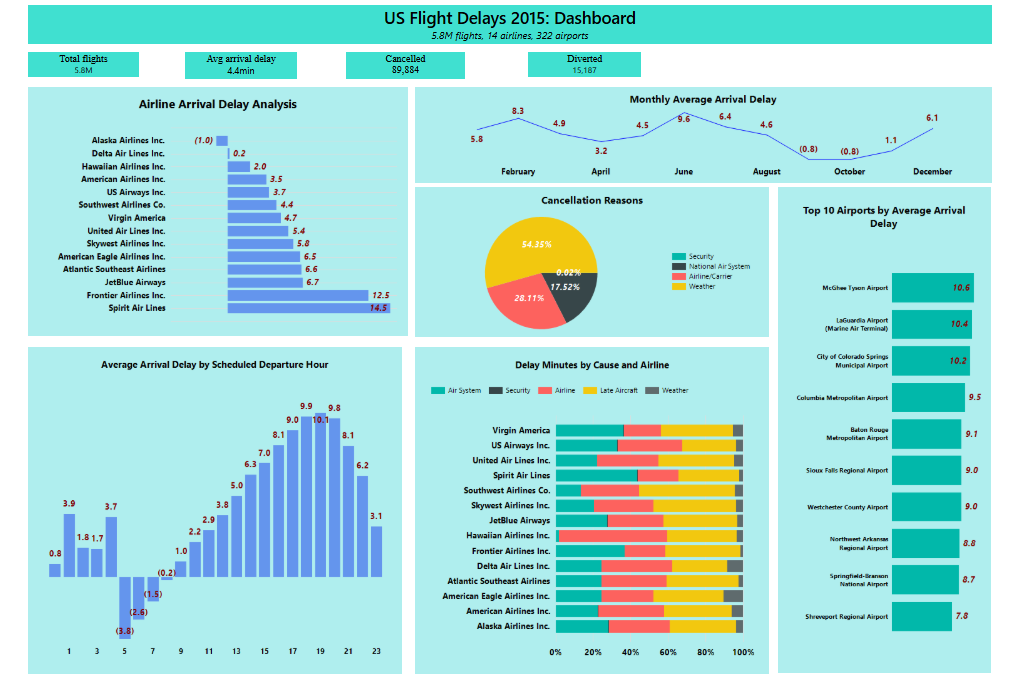 US Flight Delays 2015: Dashboard
5.8M flights, 14 airlines, 322 airports
Total flights
5.8M
Avg arrival delay
4.4min
Cancelled
89,884
Diverted
15,187
Airline Arrival Delay Analysis
Alaska Airlines Inc. (1.0)
Delta Air Lines Inc. 0.2
Hawaiian Airlines Inc. 2.0
American Airlines Inc. 3.5
US Airways Inc. 3.7
Southwest Airlines Co. 4.4
Virgin America 4.7
United Air Lines Inc. 5.4
Skywest Airlines Inc. 5.8
American Eagle Airlines Inc. 6.5
Atlantic Southeast Airlines 6.6
JetBlue Airways 6.7
Frontier Airlines Inc. 12.5
Spirit Air Lines 14.5
Monthly Average Arrival Delay
5.8 8.3 4.9 3.2 4.5 9.6 6.4 4.6 (0.8) (0.8) 1.1 6.1
February April June August October December
Cancellation Reasons
54.35%
0.02%
17.52%
28.11%
Security
National Air System
Airline/Carrier
Weather
Top 10 Airports by Average Arrival
Delay
McGhee Tyson Airport 10.6
LaGuardia Airport
(Marine Air Terminal) 10.4
City of Colorado Springs
Municipal Airport 10.2
Columbia Metropolitan Airport 9.5
Baton Rouge
Metropolitan Airport 9.1
Sioux Falls Regional Airport 9.0
Westchester County Airport 9.0
Northwest Arkansas
Regional Airport 8.8
Springfield-Branson
National Airport 8.7
Shreveport Regional Airport 7.8
Average Arrival Delay by Scheduled Departure Hour
0.8 3.9 1.8 1.7 3.7 (3.8) (2.6) (1.5) (0.2) 1.0 2.2 2.9 3.8 5.0 6.3 7.0 8.1 9.0 9.9 10.1 9.8 8.1 6.2 3.1
1 3 5 7 9 11 13 15 17 19 21 23
Delay Minutes by Cause and Airline
Air System Security Airline Late Aircraft Weather
Virgin America
US Airways Inc.
United Air Lines Inc.
Spirit Air Lines
Southwest Airlines Co.
Skywest Airlines Inc.
JetBlue Airways
Hawaiian Airlines Inc.
Frontier Airlines Inc.
Delta Air Lines Inc.
Atlantic Southeast Airlines
American Eagle Airlines Inc.
American Airlines Inc.
Alaska Airlines Inc.
0% 20% 40% 60% 80% 100%